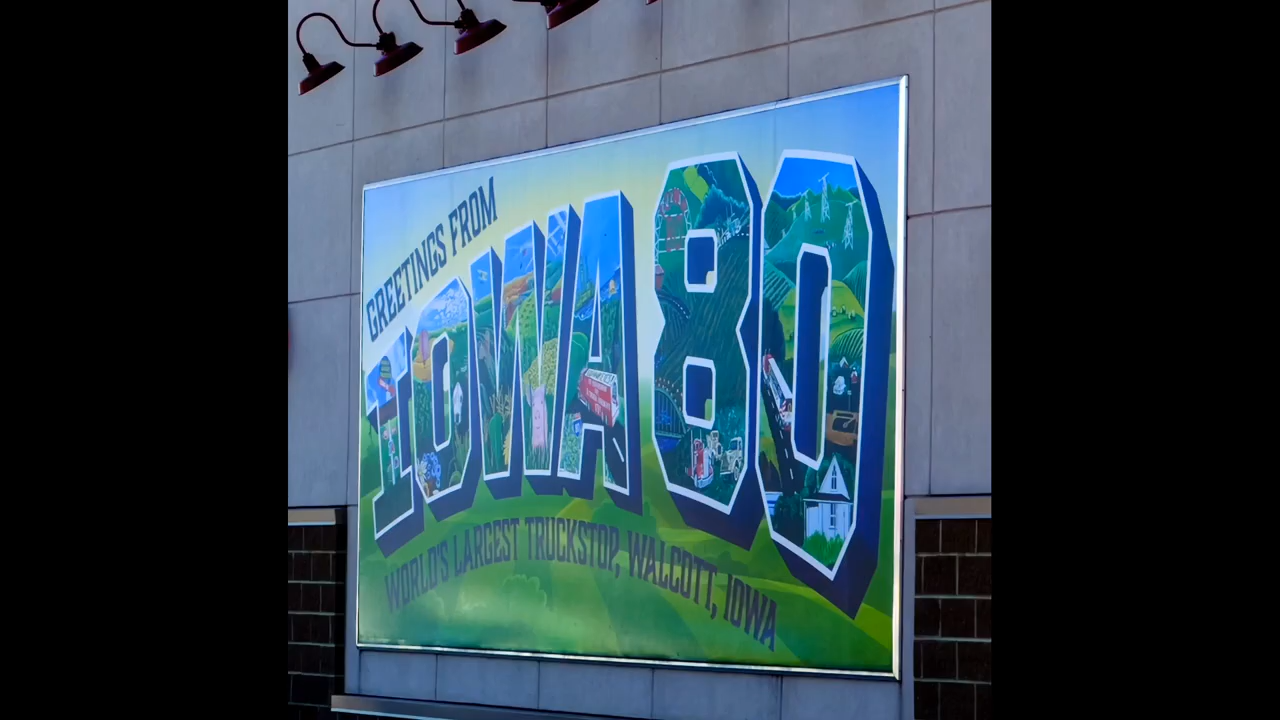 GREETINGS FROM
IOWA 80
WORLD'S LARGEST TRUCKSTOP, WALCOTT, IOWA